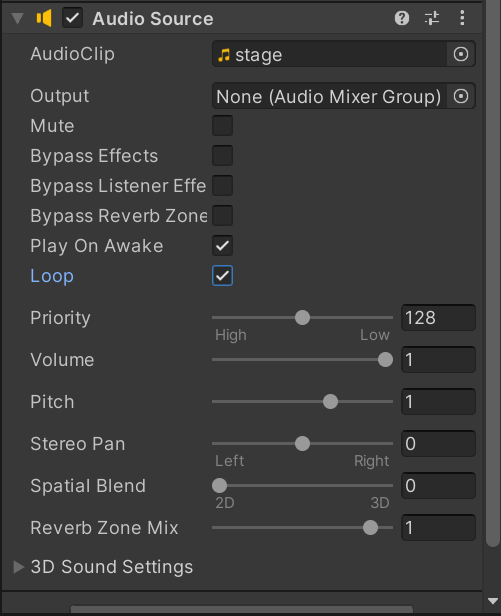 Audio Source
AudioClip stage
Output None (Audio Mixer Group)
Mute
Bypass Effects
Bypass Listener Effe
Bypass Reverb Zone
Play On Awake
Loop
Priority 128
High Low
Volume 1
Pitch 1
Stereo Pan 0
Left Right
Spatial Blend 0
2D 3D
Reverb Zone Mix 1
3D Sound Settings